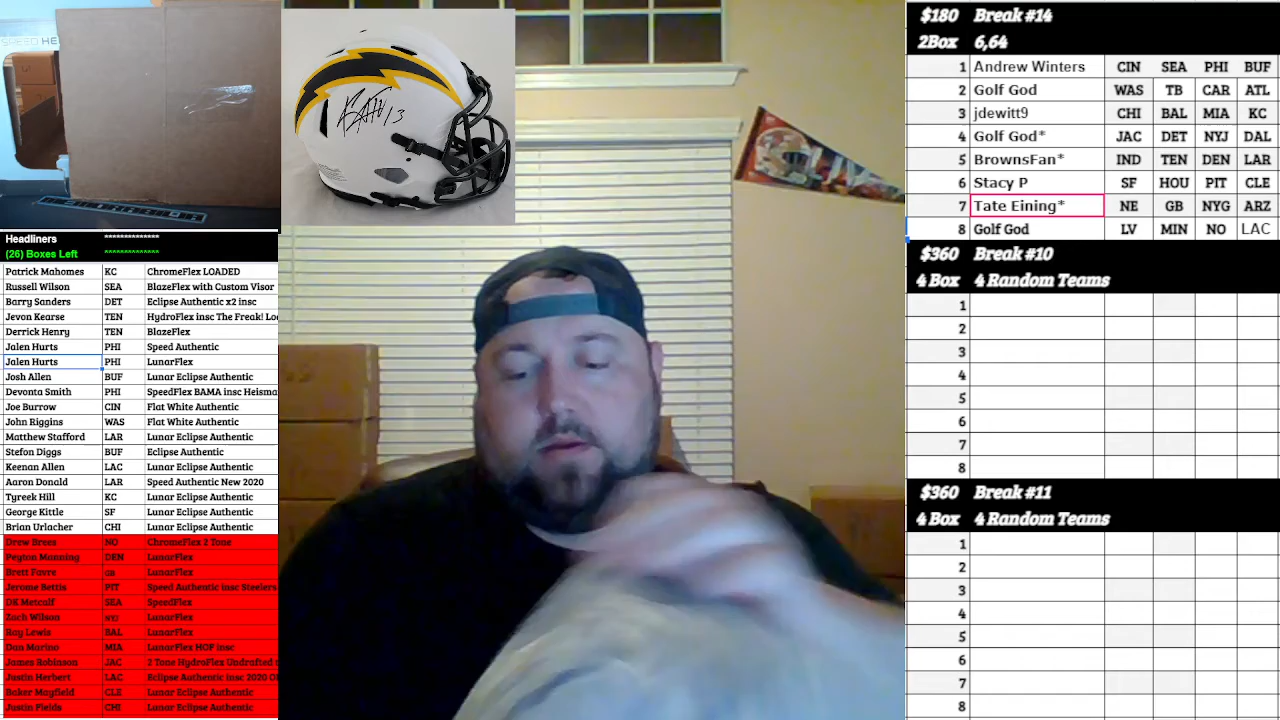 SPEED HE
13
Headliners **************
(26) Boxes Left **************
Patrick Mahomes KC ChromeFlex LOADED
Russell Wilson SEA BlazeFlex with Custom Visor
Barry Sanders DET Eclipse Authentic x2 insc
Jevon Kearse TEN HydroFlex insc The Freak! Loa
Derrick Henry TEN BlazeFlex
Jalen Hurts PHI Speed Authentic
Jalen Hurts PHI LunarFlex
Josh Allen BUF Lunar Eclipse Authentic
Devonta Smith PHI SpeedFlex BAMA insc Heisma
Joe Burrow CIN Flat White Authentic
John Riggins WAS Flat White Authentic
Matthew Stafford LAR Lunar Eclipse Authentic
Stefon Diggs BUF Eclipse Authentic
Keenan Allen LAC Lunar Eclipse Authentic
Aaron Donald LAR Speed Authentic New 2020
Tyreek Hill KC Lunar Eclipse Authentic
George Kittle SF Lunar Eclipse Authentic
Brian Urlacher CHI Lunar Eclipse Authentic
Drew Brees NO ChromeFlex 2 Tone
Peyton Manning DEN LunarFlex
Brett Favre GB LunarFlex
Jerome Bettis PIT Speed Authentic insc Steelers
DK Metcalf SEA SpeedFlex
Zach Wilson NYJ LunarFlex
Ray Lewis BAL LunarFlex
Dan Marino MIA LunarFlex HOF insc
James Robinson JAC 2 Tone HydroFlex Undrafted
Justin Herbert LAC Eclipse Authentic insc 2020 O
Baker Mayfield CLE Lunar Eclipse Authentic
Justin Fields CHI Lunar Eclipse Authentic
$180 Break #14
2Box 6,64
1 Andrew Winters CIN SEA PHI BUF
2 Golf God WAS TB CAR ATL
3 jdewitt9 CHI BAL MIA KC
4 Golf God* JAC DET NYJ DAL
5 BrownsFan* IND TEN DEN LAR
6 Stacy P SF HOU PIT CLE
7 Tate Eining* NE GB NYG ARZ
8 Golf God LV MIN NO LAC
$360 Break #10
4 Box 4 Random Teams
1
2
3
4
5
6
7
8
$360 Break #11
4 Box 4 Random Teams
1
2
3
4
5
6
7
8